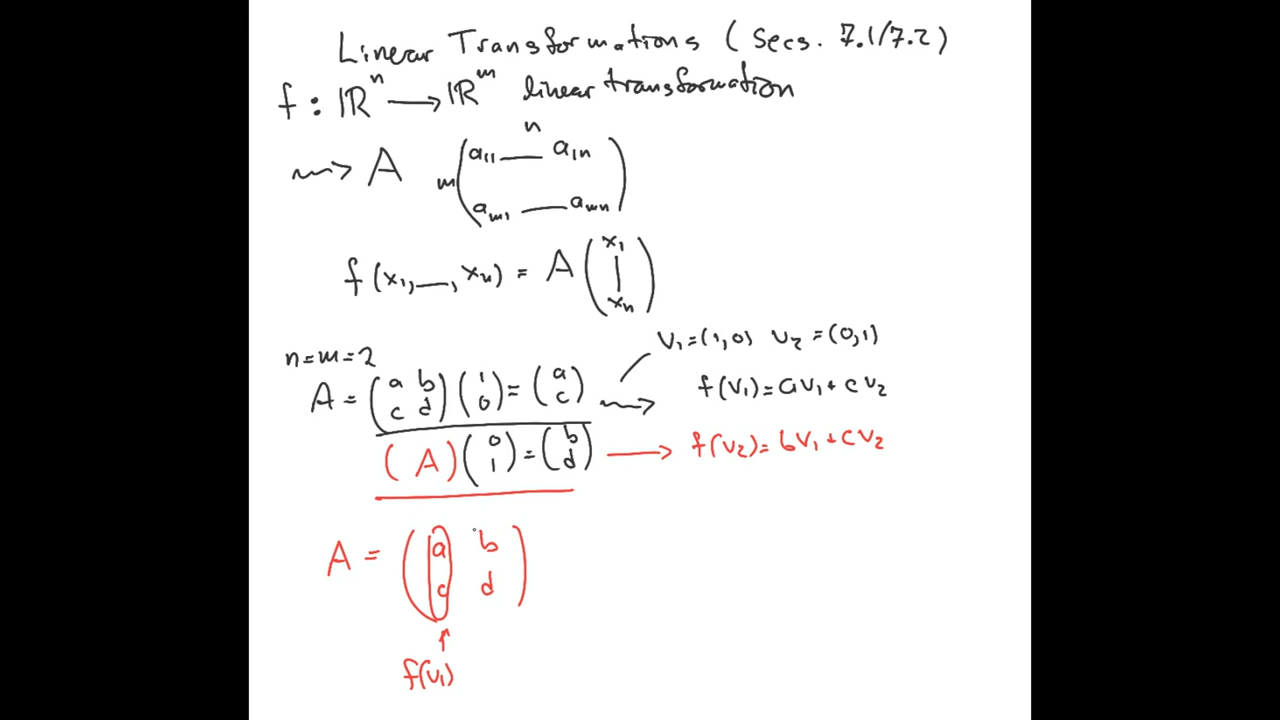 Linear Transformations (Secs. 7.1/7.2)
f : ℝⁿ ⟶ ℝᵐ linear transformation
n
⇝ A m ( a₁₁ — a₁ₙ
aₘ₁ — aₘₙ )
f(x₁, —, xₙ) = A ( x₁ | xₙ )
v₁ = (1,0) v₂ = (0,1)
n=m=2
A = ( a b
c d ) ( 1
0 ) = ( a
c ) ⇝ f(v₁) = av₁ + cv₂
(A) ( 0
1 ) = ( b
d ) ⟶ f(v₂) = bv₁ + cv₂
A = ( a b
c d )
↑
f(v₁)